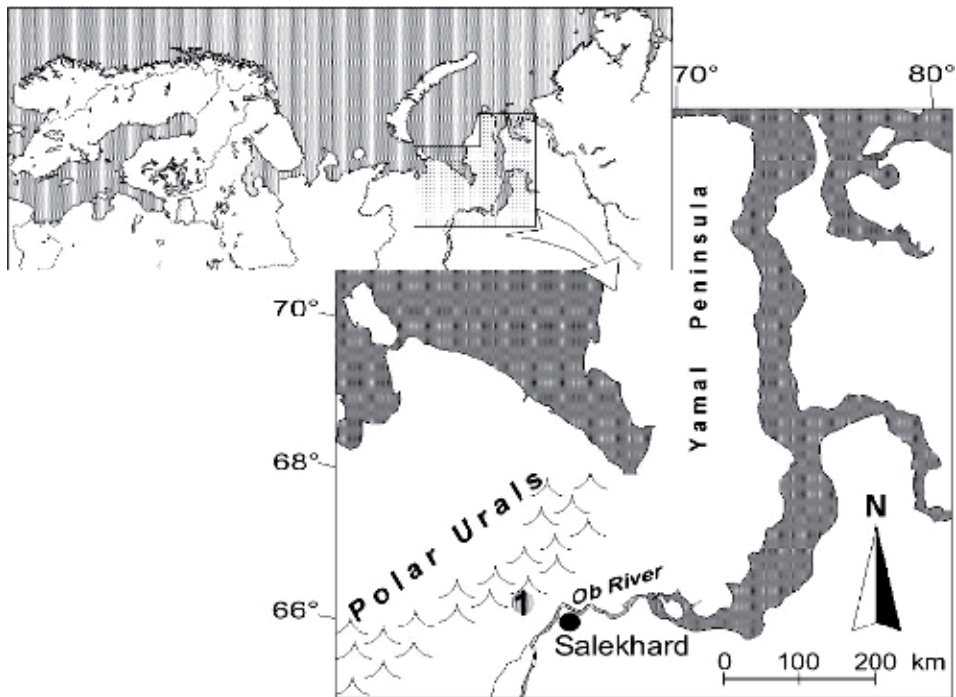 70°
80°
Yamal Peninsula
70°
68°
Polar Urals
N
1
Ob River
66°
Salekhard
0 100 200 km